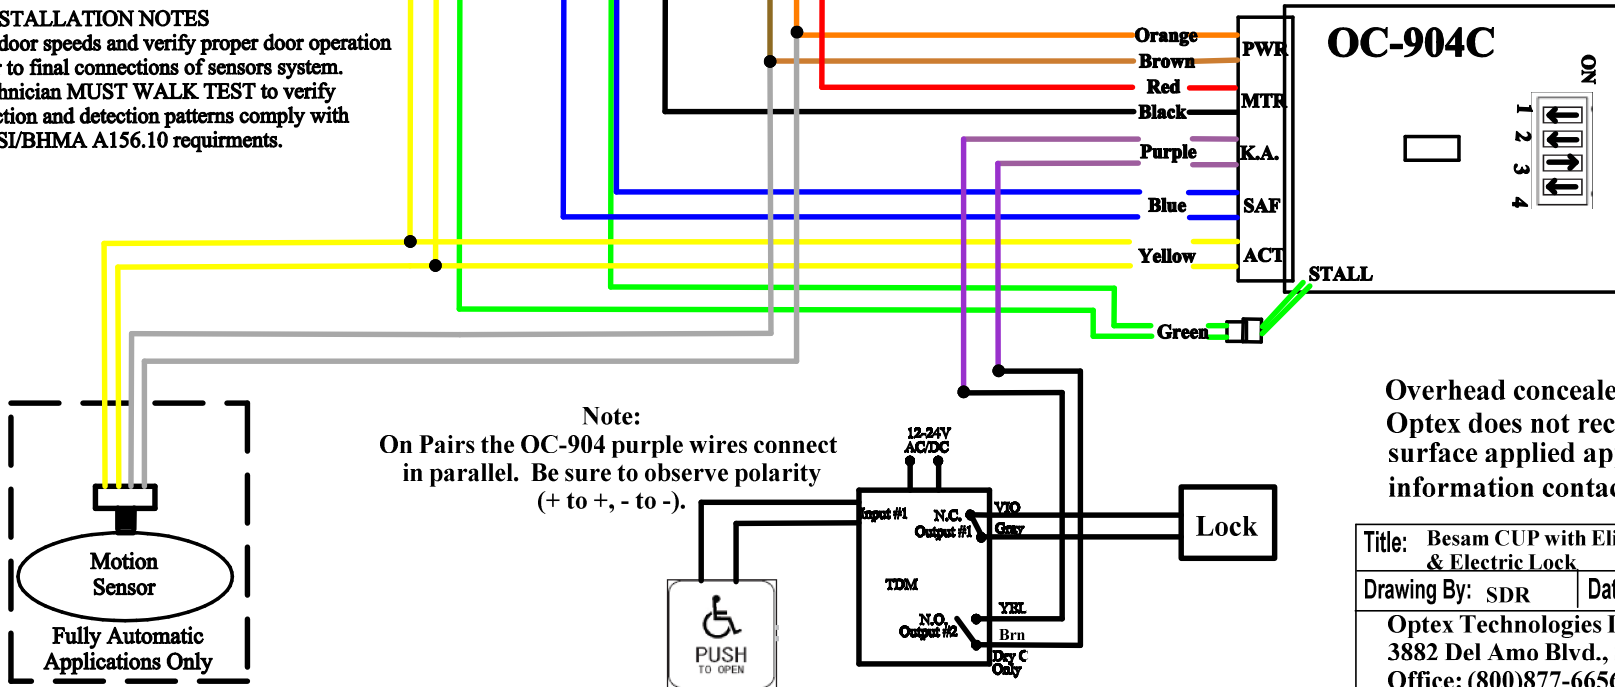 STALLATION NOTES
door speeds and verify proper door operation
r to final connections of sensors system.
hnician MUST WALK TEST to verify
ction and detection patterns comply with
SI/BHMA A156.10 requirments.
Orange
Brown
Red
Black
Purple
Blue
Yellow
Green
PWR
MTR
K.A.
SAF
ACT
STALL
OC-904C
ON
1
2
3
4
Note:
On Pairs the OC-904 purple wires connect
in parallel. Be sure to observe polarity
(+ to +, - to -).
12-24V
AC/DC
Input #1
N.C.
Output #1
VIO
Gray
Lock
TDM
N.O.
Output #2
YEL
Brn
Dry C
Only
PUSH
TO OPEN
Motion
Sensor
Fully Automatic
Applications Only
Overhead conceale
Optex does not rec
surface applied ap
information contac
Title: Besam CUP with Eli
& Electric Lock
Drawing By: SDR Dat
Optex Technologies I
3882 Del Amo Blvd.,
Office: (800)877-6656